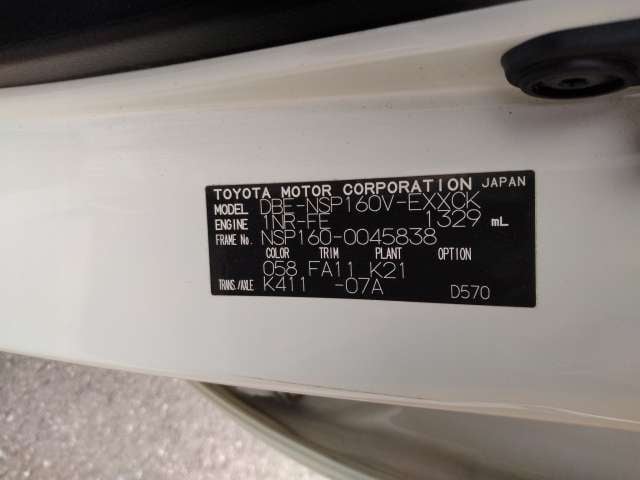 TOYOTA MOTOR CORPORATION JAPAN
MODEL DBE-NSP160V-EXXCK
ENGINE 1NR-FE 1329 mL
FRAME No. NSP160-0045838
COLOR TRIM PLANT OPTION
058 FA11 K21
TRANS./AXLE K411 -07A D570